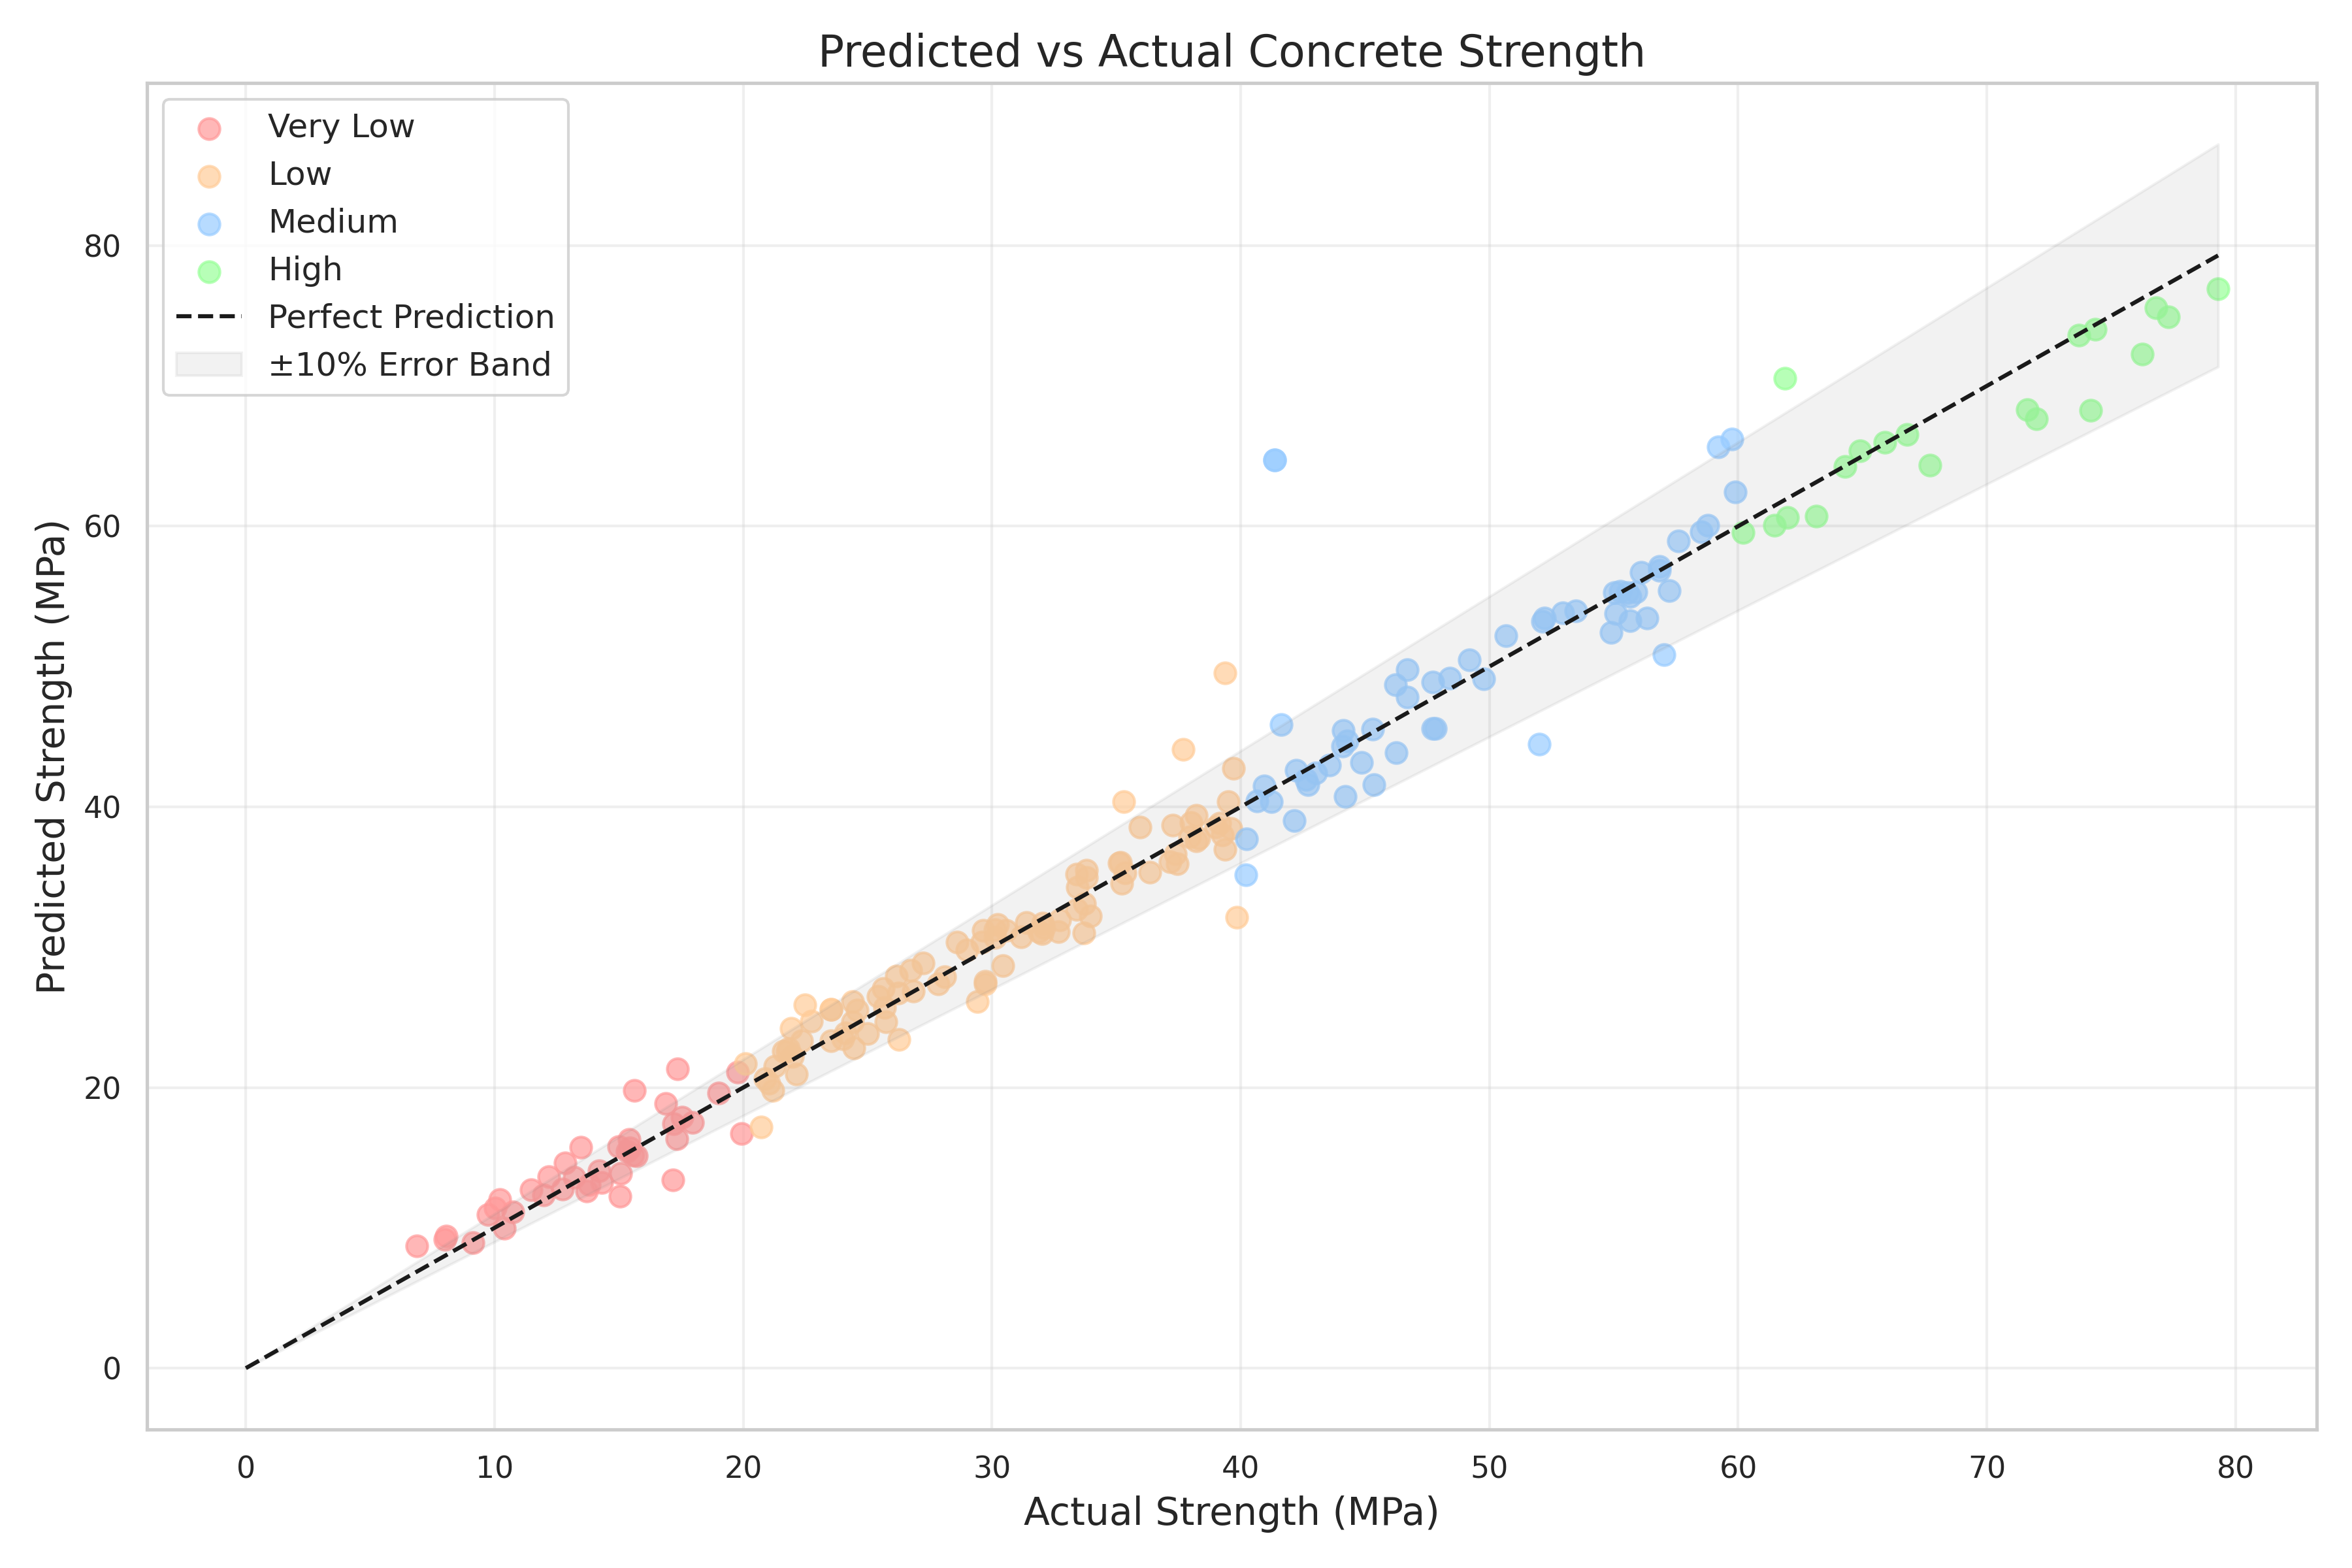 Predicted vs Actual Concrete Strength
Very Low
Low
Medium
High
Perfect Prediction
±10% Error Band
Predicted Strength (MPa)
80
60
40
20
0
0 10 20 30 40 50 60 70 80
Actual Strength (MPa)